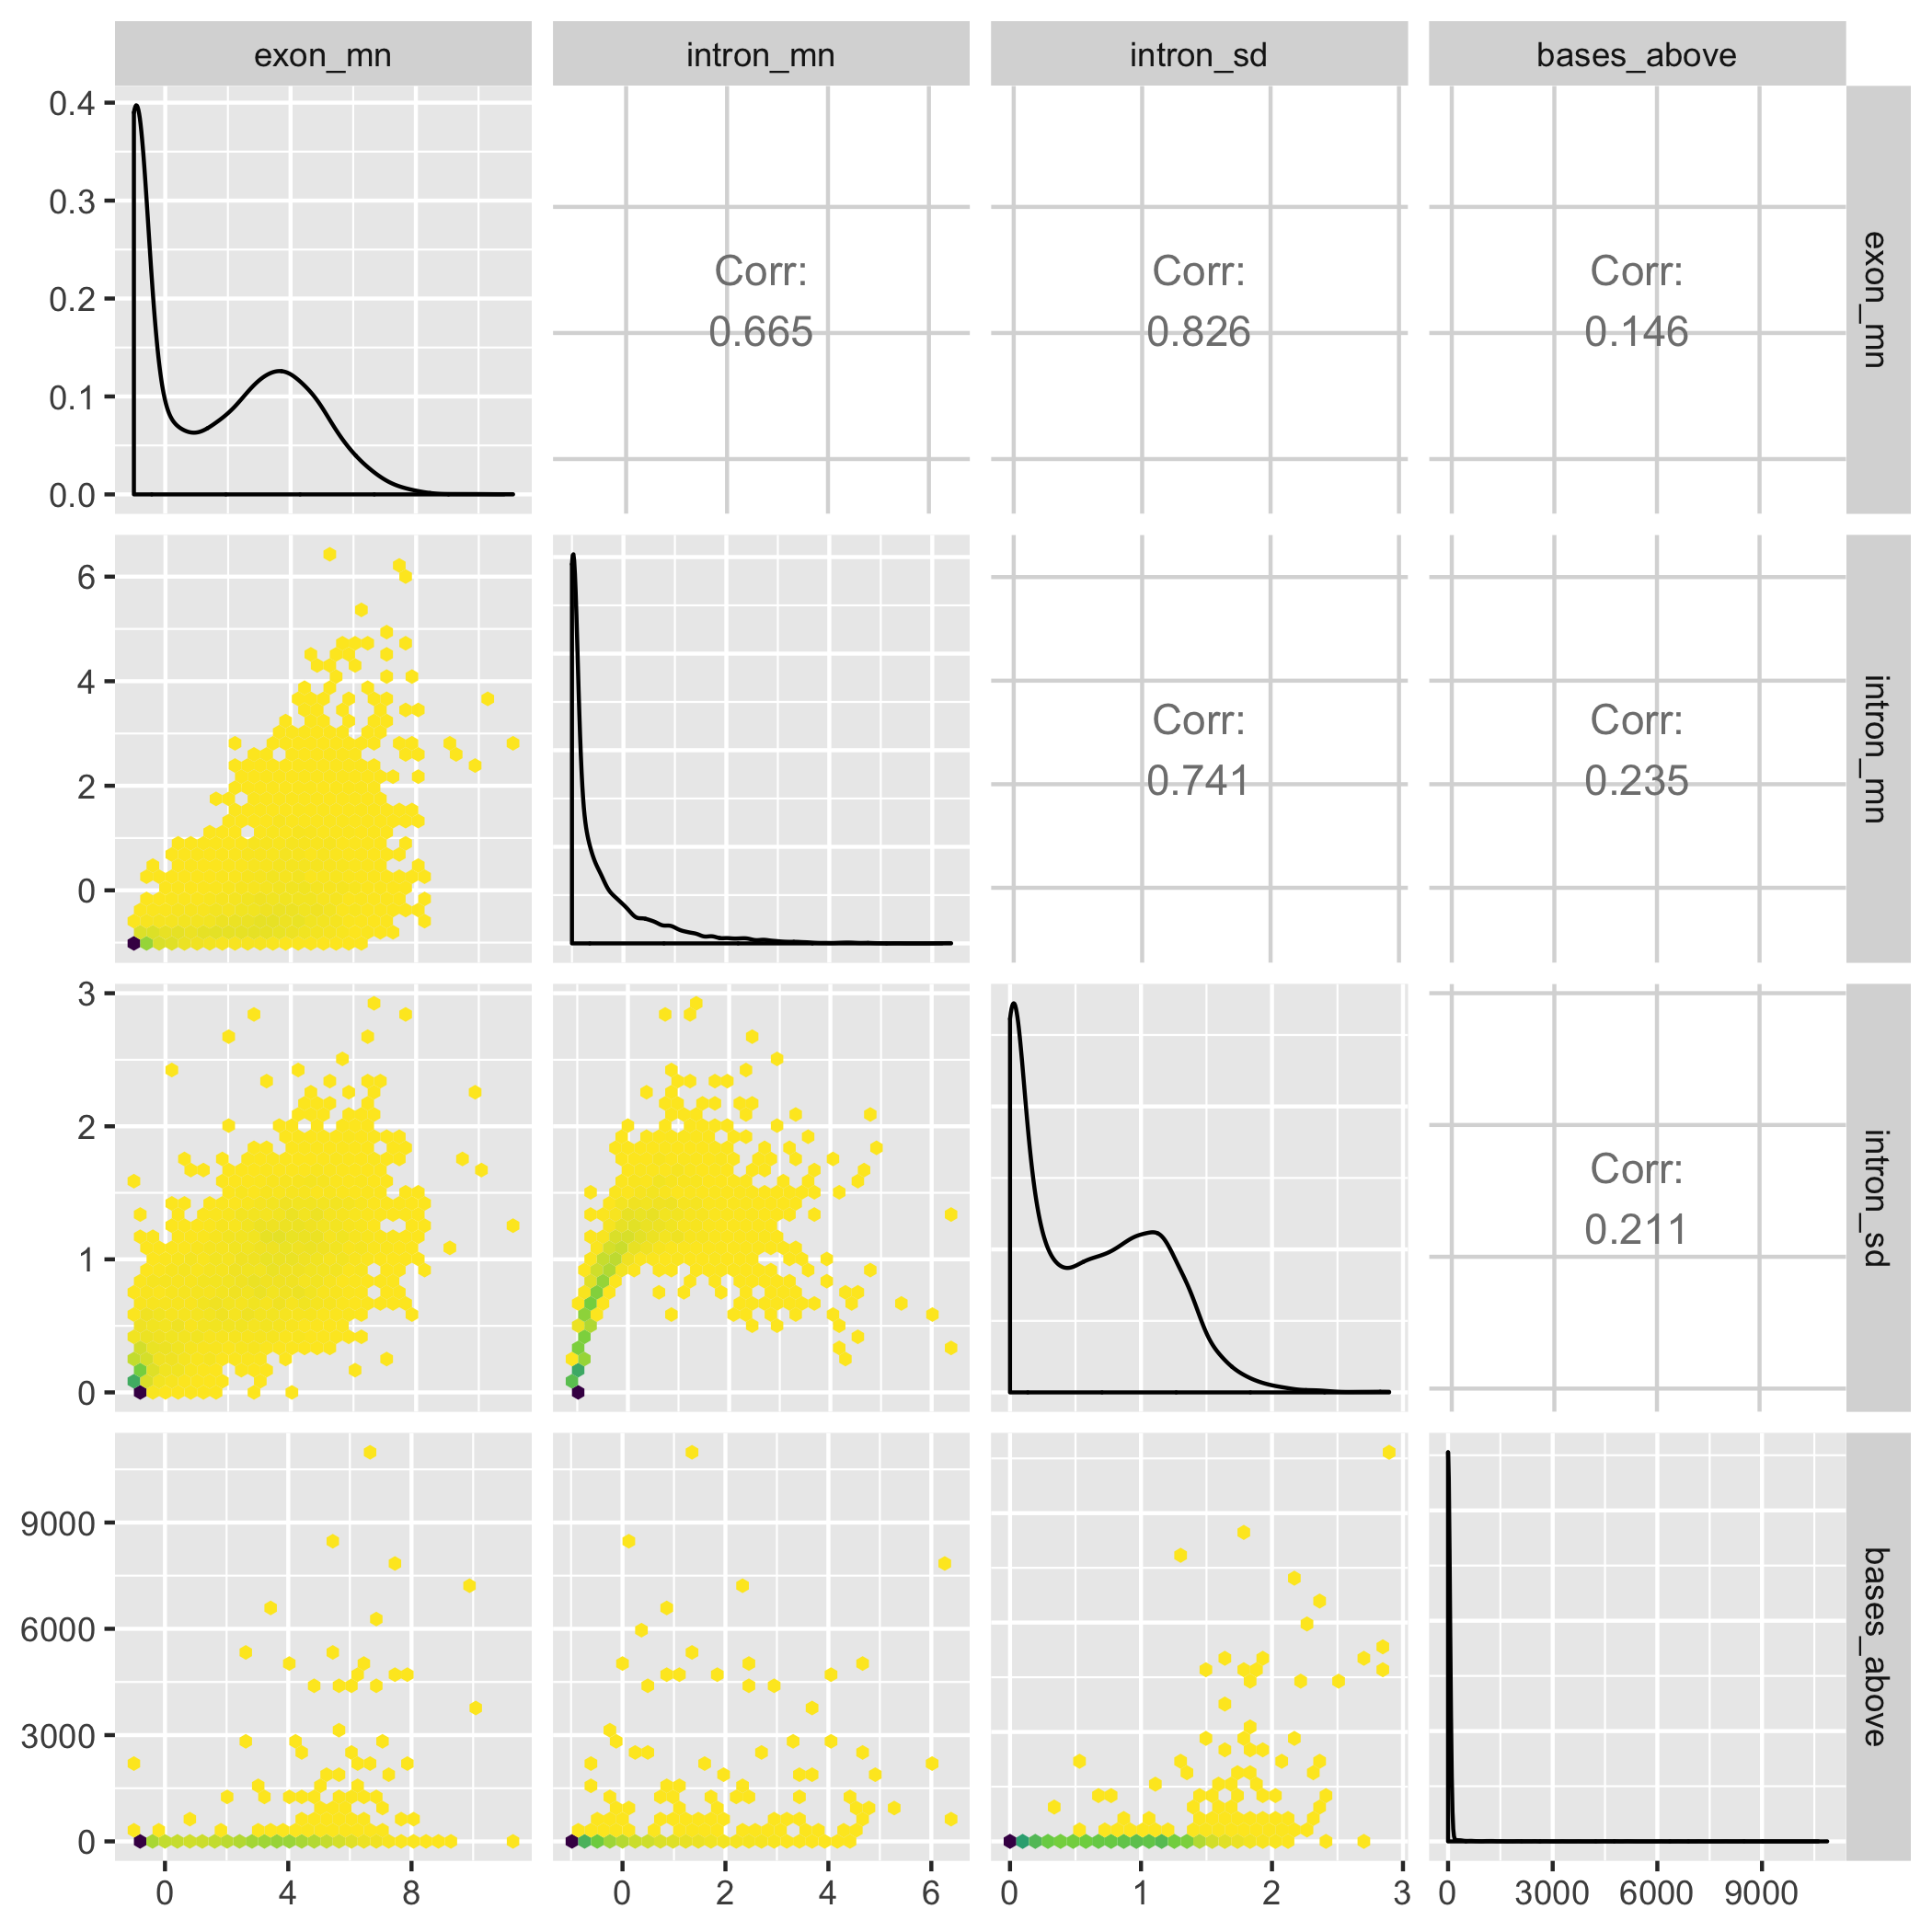 exon_mn intron_mn intron_sd bases_above
0.4
0.3
0.2
0.1
0.0
Corr:
0.665
Corr:
0.826
Corr:
0.146
exon_mn
6
4
2
0
Corr:
0.741
Corr:
0.235
intron_mn
3
2
1
0
Corr:
0.211
intron_sd
9000
6000
3000
0
bases_above
0 4 8 0 2 4 6 0 1 2 3 0 3000 6000 9000